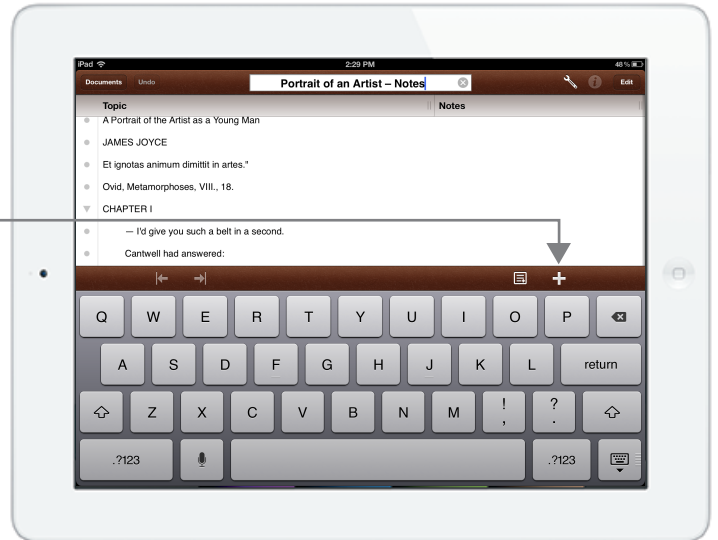 iPad 2:29 PM 48%
Documents Undo Portrait of an Artist – Notes Edit
Topic Notes
A Portrait of the Artist as a Young Man
JAMES JOYCE
Et ignotas animum dimittit in artes."
Ovid, Metamorphoses, VIII., 18.
CHAPTER I
— I'd give you such a belt in a second.
Cantwell had answered:
Q W E R T Y U I O P
A S D F G H J K L return
Z X C V B N M ! , ? .
.?123 .?123